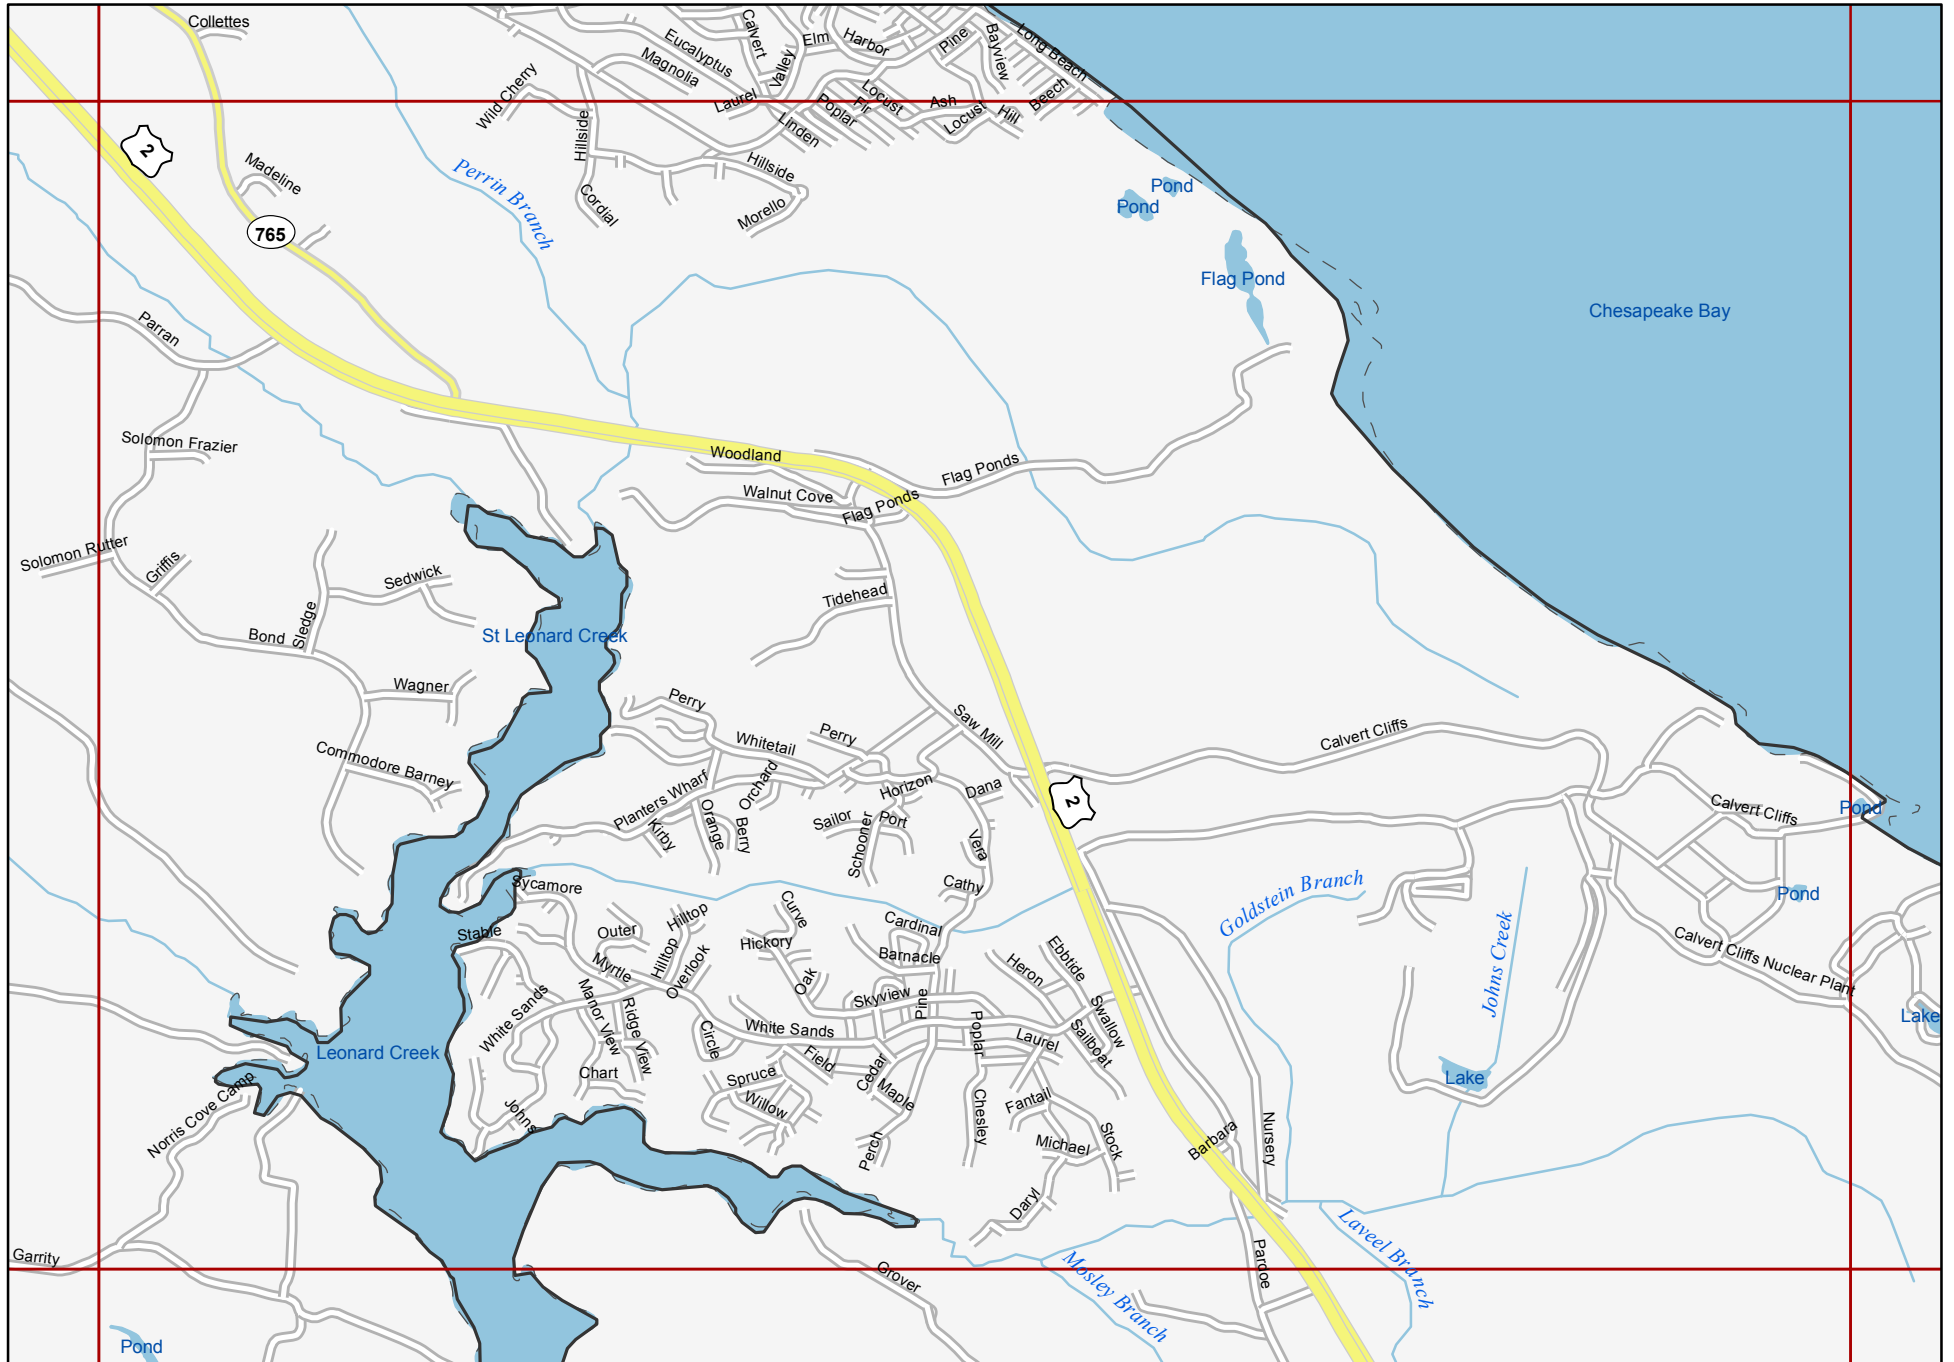 Collettes
Calvert
Elm
Harbor
Pine
Bayview
Long Beach
Eucalyptus
Magnolia
Valley
Wild Cherry
Laurel
Linden
Poplar
Fir
Locust
Ash
Locust
Hill
Beech
2
Hillside
Hillside
Madeline
Perrin Branch
Cordial
Morello
765
Pond
Pond
Flag Pond
Chesapeake Bay
Parran
Solomon Frazier
Woodland
Walnut Cove
Flag Ponds
Flag Ponds
Solomon Rutter
Griffis
Sedwick
Tidehead
Bond
Sledge
St Leonard Creek
Wagner
Perry
Perry
Whitetail
Saw Mill
Calvert Cliffs
Commodore Barney
Planters Wharf
Orchard
Horizon
Dana
2
Kirby
Orange
Berry
Sailor
Schooner
Port
Vera
Calvert Cliffs
Pond
Sycamore
Cathy
Goldstein Branch
Pond
Stable
Outer
Hilltop
Hilltop
Curve
Hickory
Cardinal
Barnacle
Johns Creek
Calvert Cliffs Nuclear Plant
Myrtle
Overlook
Oak
Heron
Ebbtide
White Sands
Manor View
Ridge View
Skyview
Pine
Swallow
Circle
White Sands
Poplar
Laurel
Sailboat
Lake
Leonard Creek
Chart
Spruce
Field
Cedar
Maple
Lake
Norris Cove Camp
Johns
Willow
Chesley
Fantail
Stock
Michael
Perch
Barbara
Nursery
Daryl
Garrity
Grover
Mosley Branch
Pardoe
Laveel Branch
Pond